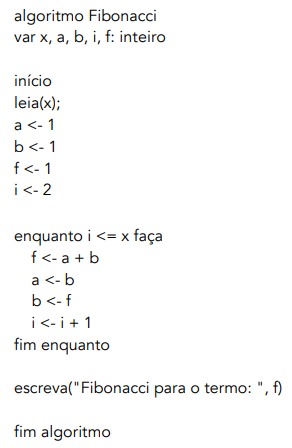 algoritmo Fibonacci
var x, a, b, i, f: inteiro

início
leia(x);
a <- 1
b <- 1
f <- 1
i <- 2

enquanto i <= x faça
    f <- a + b
    a <- b
    b <- f
    i <- i + 1
fim enquanto

escreva("Fibonacci para o termo: ", f)

fim algoritmo